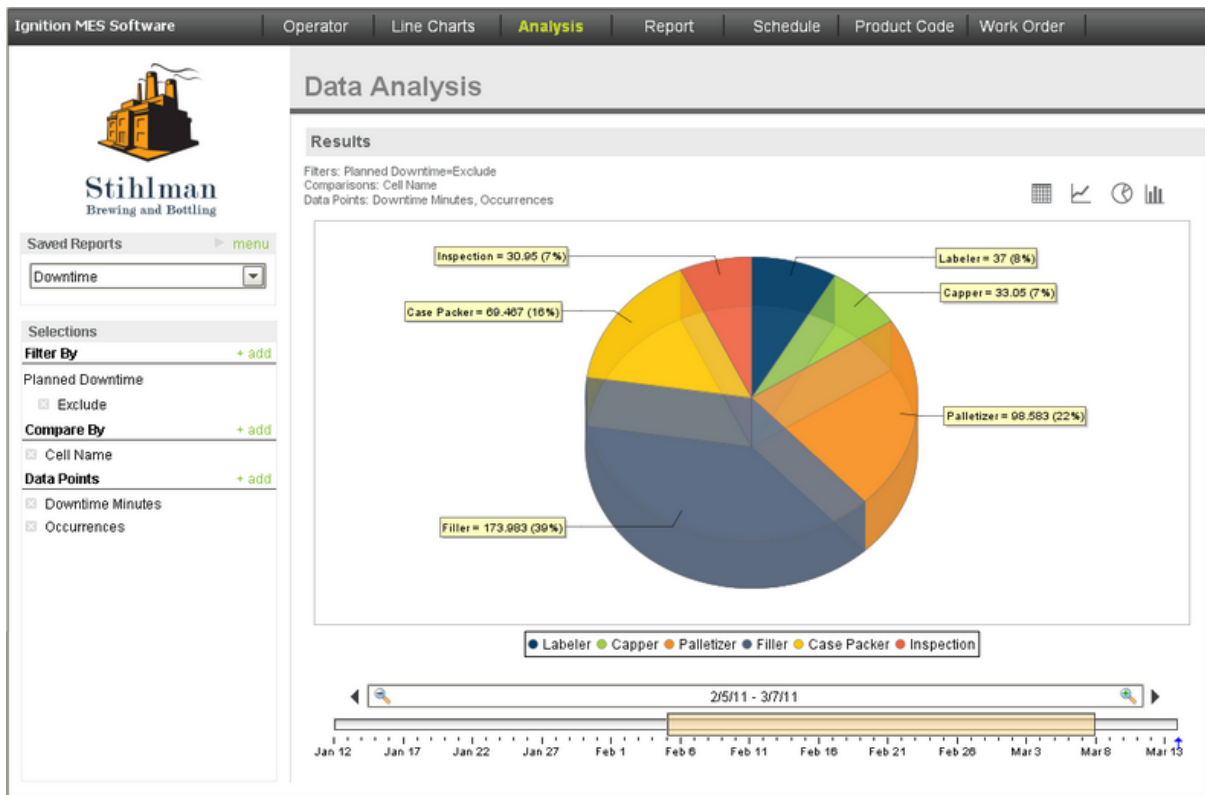 Ignition MES Software Operator Line Charts Analysis Report Schedule Product Code Work Order
Stihlman
Brewing and Bottling
Saved Reports menu
Downtime
Selections
Filter By + add
Planned Downtime
Exclude
Compare By + add
Cell Name
Data Points + add
Downtime Minutes
Occurrences
Data Analysis
Results
Filters: Planned Downtime=Exclude
Comparisons: Cell Name
Data Points: Downtime Minutes, Occurrences
Inspection = 30.95 (7%)
Labeler = 37 (8%)
Capper = 33.05 (7%)
Case Packer = 69.467 (16%)
Palletizer = 98.583 (22%)
Filler = 173.983 (39%)
Labeler Capper Palletizer Filler Case Packer Inspection
2/5/11 - 3/7/11
Jan 12 Jan 17 Jan 22 Jan 27 Feb 1 Feb 6 Feb 11 Feb 16 Feb 21 Feb 26 Mar 3 Mar 8 Mar 13